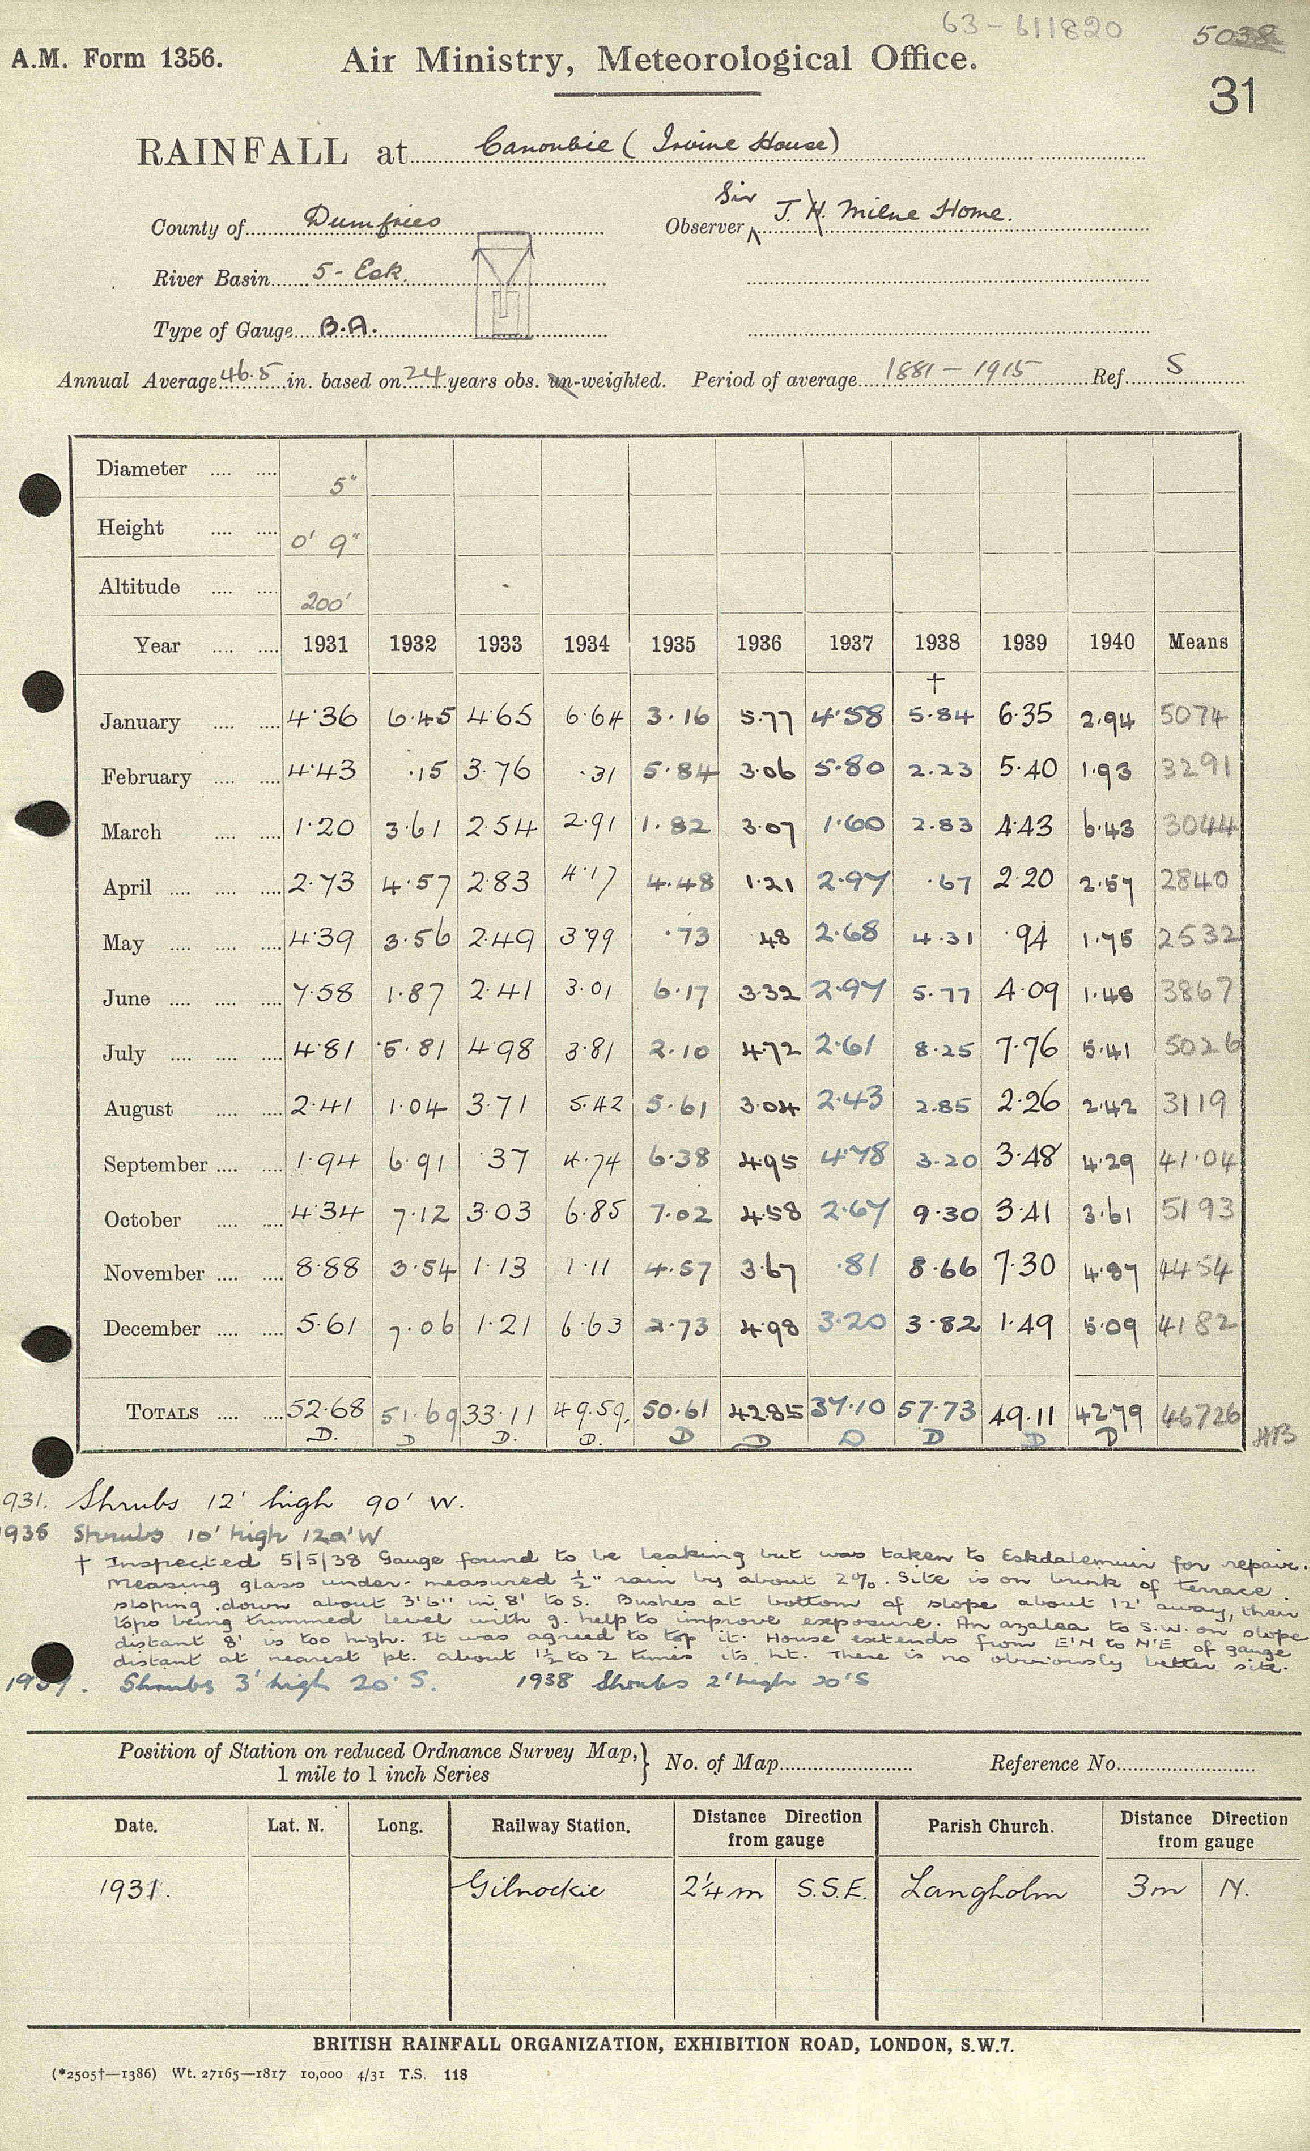 63-611820
5038
A.M. Form 1356. Air Ministry, Meteorological Office.
31
RAINFALL at Canonbie (Irvine House)
Sir
County of Dumfries Observer J. H. Milne Home.
River Basin 5 - Esk.
Type of Gauge B.A.
Annual Average 46.5 in. based on 24 years obs. un-weighted. Period of average 1881 - 1915 Ref. S
Diameter 5"
Height 0' 9"
Altitude 200'
Year 1931 1932 1933 1934 1935 1936 1937 1938 1939 1940 Means
†
January 4.36 6.45 4.65 6.64 3.16 5.77 4.58 5.84 6.35 2.94 5074
February 4.43 .15 3.76 .31 5.84 3.06 5.80 2.23 5.40 1.93 3291
March 1.20 3.61 2.54 2.91 1.82 3.07 1.60 2.83 4.43 6.43 3044
April 2.73 4.57 2.83 4.17 4.48 1.21 2.97 .67 2.20 2.57 2840
May 4.39 3.56 2.49 3.99 .73 .48 2.68 4.31 .94 1.75 2532
June 7.58 1.87 2.41 3.01 6.17 3.32 2.97 5.77 4.09 1.48 3867
July 4.81 5.81 4.98 3.81 2.10 4.72 2.61 8.25 7.76 5.41 5026
August 2.41 1.04 3.71 5.42 5.61 3.04 2.43 2.85 2.26 2.42 3119
September 1.94 6.91 .37 4.74 6.38 4.95 4.78 3.20 3.48 4.29 41.04
October 4.34 7.12 3.03 6.85 7.02 4.58 2.67 9.30 3.41 3.61 5193
November 8.88 3.54 1.13 1.11 4.57 3.67 .81 8.66 7.30 4.87 4454
December 5.61 7.06 1.21 6.63 2.73 4.98 3.20 3.82 1.49 5.09 4182
TOTALS 52.68 51.69 33.11 49.59 50.61 42.85 37.10 57.73 49.11 42.79 46726
D. D D. D. D D D D D D
1931. Shrubs 12' high 90' W.
1935 Shrubs 10' high 120' W
† Inspected 5/5/38 Gauge found to be leaking but was taken to Eskdalemuir for repair.
Measing glass under-measured ½" rain by about 2%. Site is on brink of terrace
sloping down about 3'6" in 8' to S. Bushes at bottom of slope about 12' away, their
tops being trimmed level with g. help to improve exposure. An azalea to S.W. on slope
distant 8' is too high. It was agreed to top it. House extends from E'N to N'E of gauge
distant at nearest pt. about 1½ to 2 times its ht. There is no obviously better site.
1937. Shrubs 3' high 20' S. 1938 Shrubs 2' high 20' S
Position of Station on reduced Ordnance Survey Map, 1 mile to 1 inch Series } No. of Map Reference No.
Date. Lat. N. Long. Railway Station. Distance Direction from gauge Parish Church. Distance Direction from gauge
1931. Gilnockie 2¼ m S.S.E. Langholm 3m N.
BRITISH RAINFALL ORGANIZATION, EXHIBITION ROAD, LONDON, S.W.7.
(*2505†—1386) Wt. 27165—1817 10,000 4/31 T.S. 118